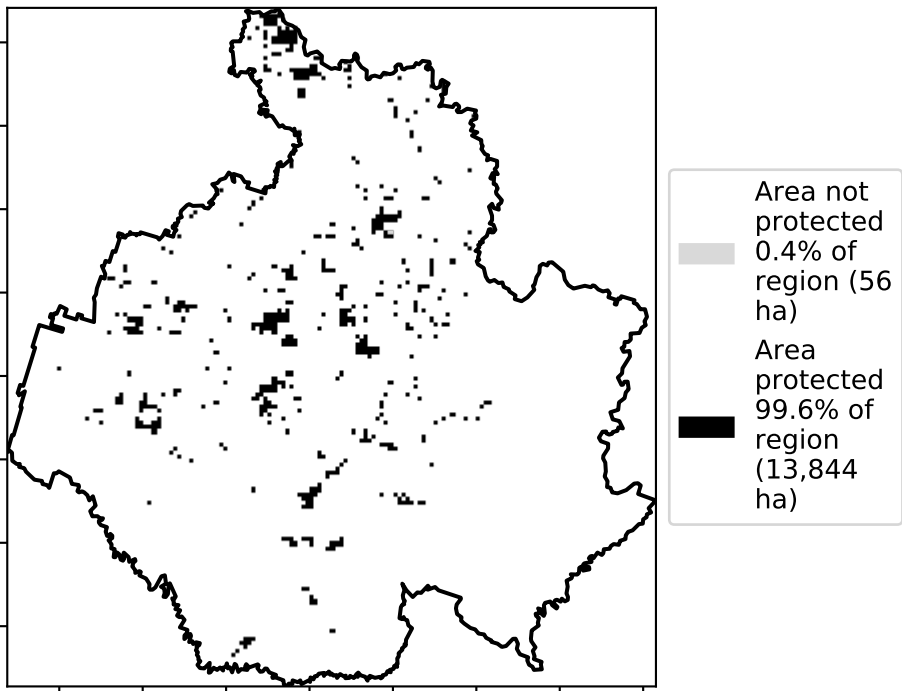 Area not
protected
0.4% of
region (56
ha)
Area
protected
99.6% of
region
(13,844
ha)